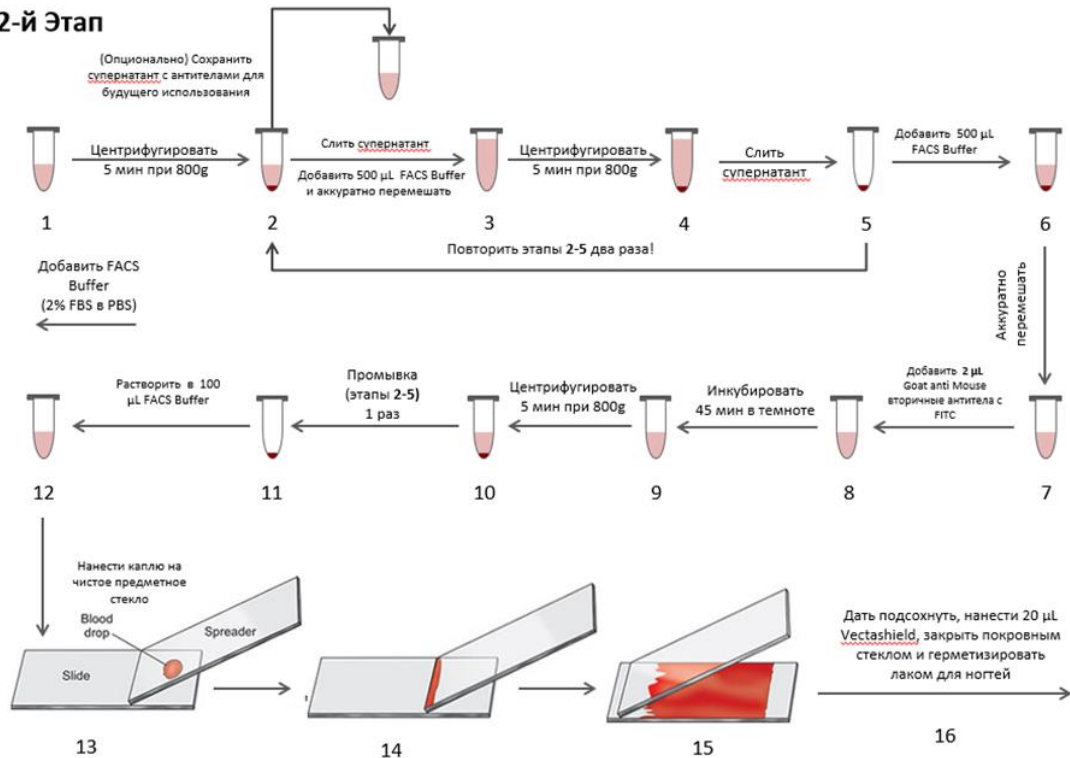 2-й Этап
(Опционально) Сохранить
супернатант с антителами для
будущего использования
Центрифугировать
5 мин при 800g
Слить супернатант
Добавить 500 µL FACS Buffer
и аккуратно перемешать
Центрифугировать
5 мин при 800g
Слить
супернатант
Добавить 500 µL
FACS Buffer
1
2
3
4
5
6
Повторить этапы 2-5 два раза!
Добавить FACS
Buffer
(2% FBS в PBS)
Аккуратно
перемешать
Растворить в 100
µL FACS Buffer
Промывка
(этапы 2-5)
1 раз
Центрифугировать
5 мин при 800g
Инкубировать
45 мин в темноте
Добавить 2 µL
Goat anti Mouse
вторичные антитела с
FITC
12
11
10
9
8
7
Нанести каплю на
чистое предметное
стекло
Blood
drop
Spreader
Slide
Дать подсохнуть, нанести 20 µL
Vectashield, закрыть покровным
стеклом и герметизировать
лаком для ногтей
13
14
15
16